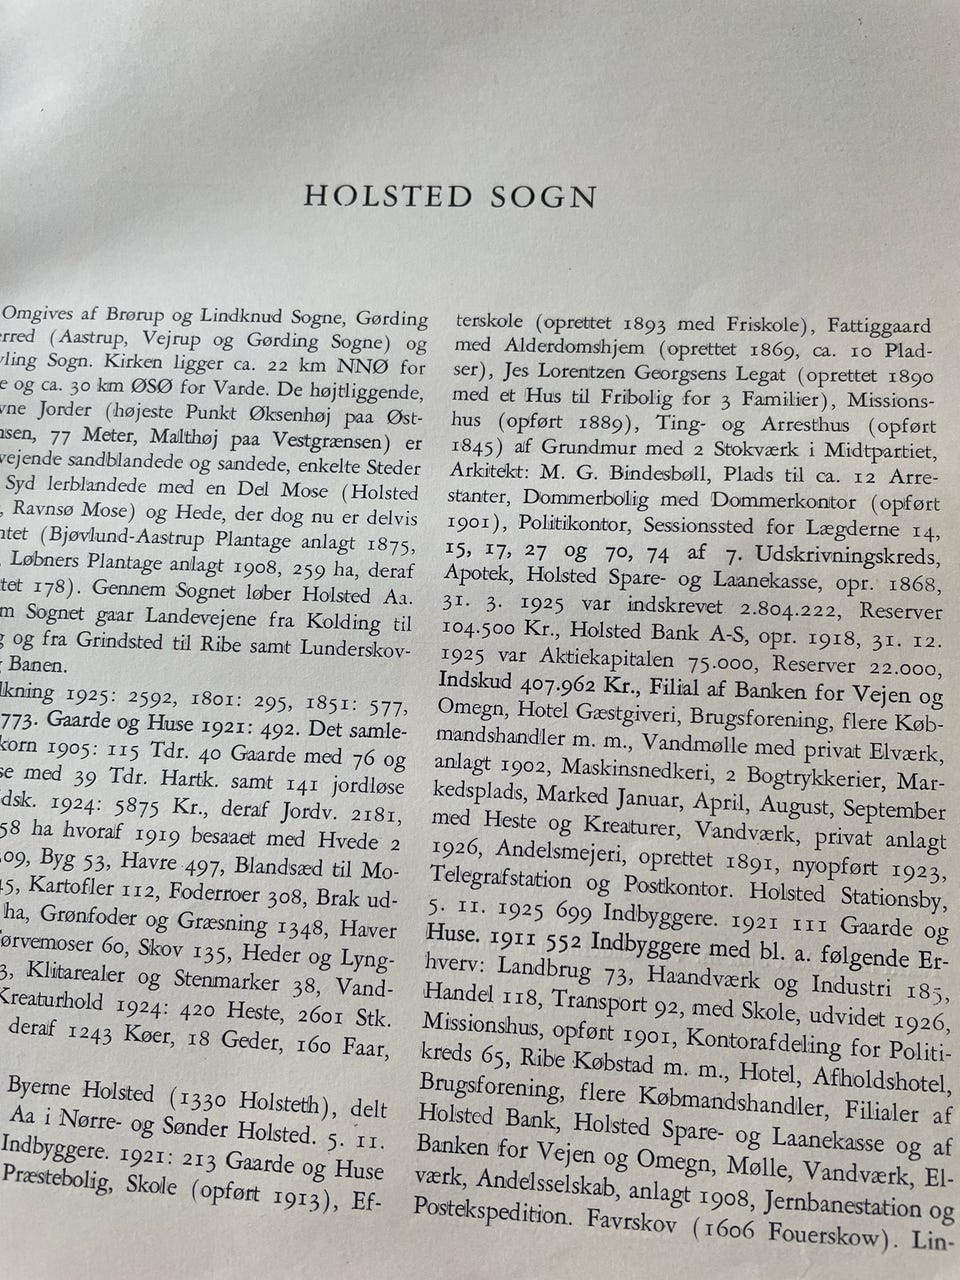 HOLSTED SOGN
Omgives af Brørup og Lindknud Sogne, Gørding
(Aastrup, Vejrup og Gørding Sogne) og
Sogn. Kirken ligger ca. 22 km NNØ for
og ca. 30 km ØSØ for Varde. De højtliggende,
Jorder (højeste Punkt Øksenhøj paa Øst-
77 Meter, Malthøj paa Vestgrænsen) er
vejende sandblandede og sandede, enkelte Steder
Syd lerblandede med en Del Mose (Holsted
Ravnsø Mose) og Hede, der dog nu er delvis
(Bjøvlund-Aastrup Plantage anlagt 1875,
Løbners Plantage anlagt 1908, 259 ha, deraf
178). Gennem Sognet løber Holsted Aa.
Sognet gaar Landevejene fra Kolding til
og fra Grindsted til Ribe samt Lunderskov-
Banen.
lkning 1925: 2592, 1801: 295, 1851: 577,
773. Gaarde og Huse 1921: 492. Det samle-
korn 1905: 115 Tdr. 40 Gaarde med 76 og
se med 39 Tdr. Hartk. samt 141 jordløse
dsk. 1924: 5875 Kr., deraf Jordv. 2181,
58 ha hvoraf 1919 besaaet med Hvede 2
09, Byg 53, Havre 497, Blandsæd til Mo-
45, Kartofler 112, Foderroer 308, Brak ud-
ha, Grønfoder og Græsning 1348, Haver
ørvemoser 60, Skov 135, Heder og Lyng-
3, Klitarealer og Stenmarker 38, Vand-
Kreaturhold 1924: 420 Heste, 2601 Stk.
deraf 1243 Køer, 18 Geder, 160 Faar,
Byerne Holsted (1330 Holsteth), delt
Aa i Nørre- og Sønder Holsted. 5. 11.
Indbyggere. 1921: 213 Gaarde og Huse
Præstebolig, Skole (opført 1913), Ef-
terskole (oprettet 1893 med Friskole), Fattiggaard
med Alderdomshjem (oprettet 1869, ca. 10 Plad-
ser), Jes Lorentzen Georgsens Legat (oprettet 1890
med et Hus til Fribolig for 3 Familier), Missions-
hus (opført 1889), Ting- og Arresthus (opført
1845) af Grundmur med 2 Stokværk i Midtpartiet,
Arkitekt: M. G. Bindesbøll, Plads til ca. 12 Arre-
stanter, Dommerbolig med Dommerkontor (opført
1901), Politikontor, Sessionssted for Lægderne 14,
15, 17, 27 og 70, 74 af 7. Udskrivningskreds,
Apotek, Holsted Spare- og Laanekasse, opr. 1868,
31. 3. 1925 var indskrevet 2.804.222, Reserver
104.500 Kr., Holsted Bank A-S, opr. 1918, 31. 12.
1925 var Aktiekapitalen 75.000, Reserver 22.000,
Indskud 407.962 Kr., Filial af Banken for Vejen og
Omegn, Hotel Gæstgiveri, Brugsforening, flere Køb-
mandshandler m. m., Vandmølle med privat Elværk,
anlagt 1902, Maskinsnedkeri, 2 Bogtrykkerier, Mar-
kedsplads, Marked Januar, April, August, September
med Heste og Kreaturer, Vandværk, privat anlagt
1926, Andelsmejeri, oprettet 1891, nyopført 1923,
Telegrafstation og Postkontor. Holsted Stationsby,
5. 11. 1925 699 Indbyggere. 1921 111 Gaarde og
Huse. 1911 552 Indbyggere med bl. a. følgende Er-
hverv: Landbrug 73, Haandværk og Industri 185,
Handel 118, Transport 92, med Skole, udvidet 1926,
Missionshus, opført 1901, Kontorafdeling for Politi-
kreds 65, Ribe Købstad m. m., Hotel, Afholdshotel,
Brugsforening, flere Købmandshandler, Filialer af
Holsted Bank, Holsted Spare- og Laanekasse og af
Banken for Vejen og Omegn, Mølle, Vandværk, El-
værk, Andelsselskab, anlagt 1908, Jernbanestation og
Postekspedition. Favrskov (1606 Fouerskow). Lin-